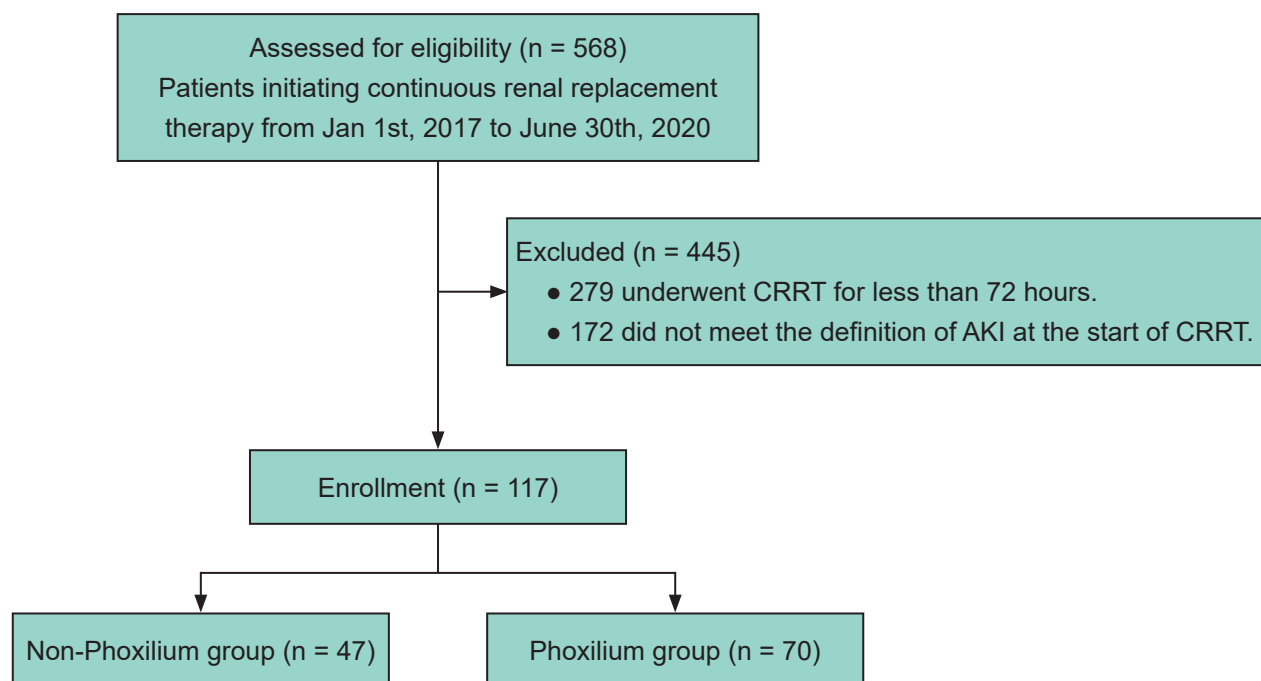 Assessed for eligibility (n = 568)
Patients initiating continuous renal replacement
therapy from Jan 1st, 2017 to June 30th, 2020
Excluded (n = 445)
● 279 underwent CRRT for less than 72 hours.
● 172 did not meet the definition of AKI at the start of CRRT.
Enrollment (n = 117)
Non-Phoxilium group (n = 47)
Phoxilium group (n = 70)